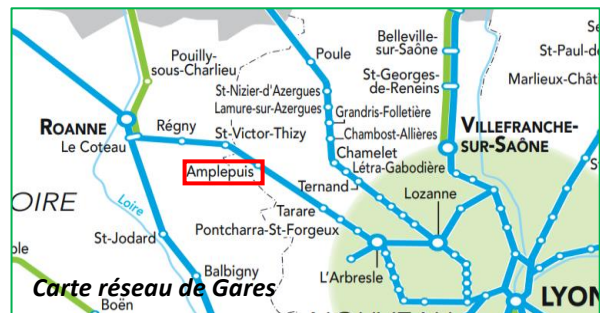 Belleville-
sur-Saône
Pouilly-
sous-Charlieu
Poule
St-Paul-d
St-Georges-
de-Reneins
Marlieux-Chât
St-Nizier-d'Azergues
Lamure-sur-Azergues
Grandris-Folletière
ROANNE
Régny
St-Victor-Thizy
Chambost-Allières
VILLEFRANCHE-
SUR-SAÔNE
Le Coteau
Chamelet
Létra-Gabodière
Amplepuis
Ternand
Lozanne
OIRE
Loire
Tarare
Pontcharra-St-Forgeux
St-Jodard
L'Arbresle
Balbigny
Carte réseau de Gares
LYON
Boën